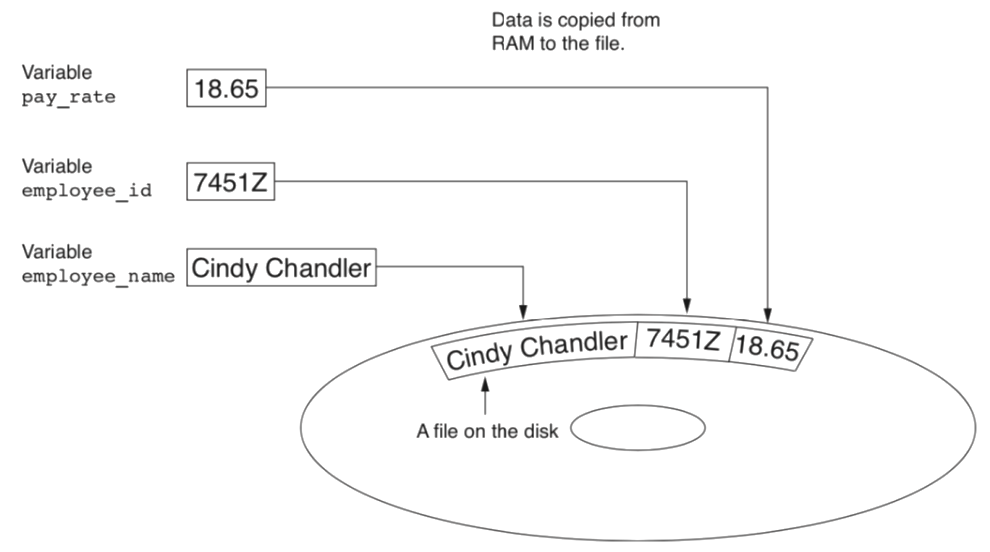 Data is copied from
RAM to the file.
Variable
pay_rate
18.65
Variable
employee_id
7451Z
Variable
employee_name
Cindy Chandler
Cindy Chandler 7451Z 18.65
A file on the disk